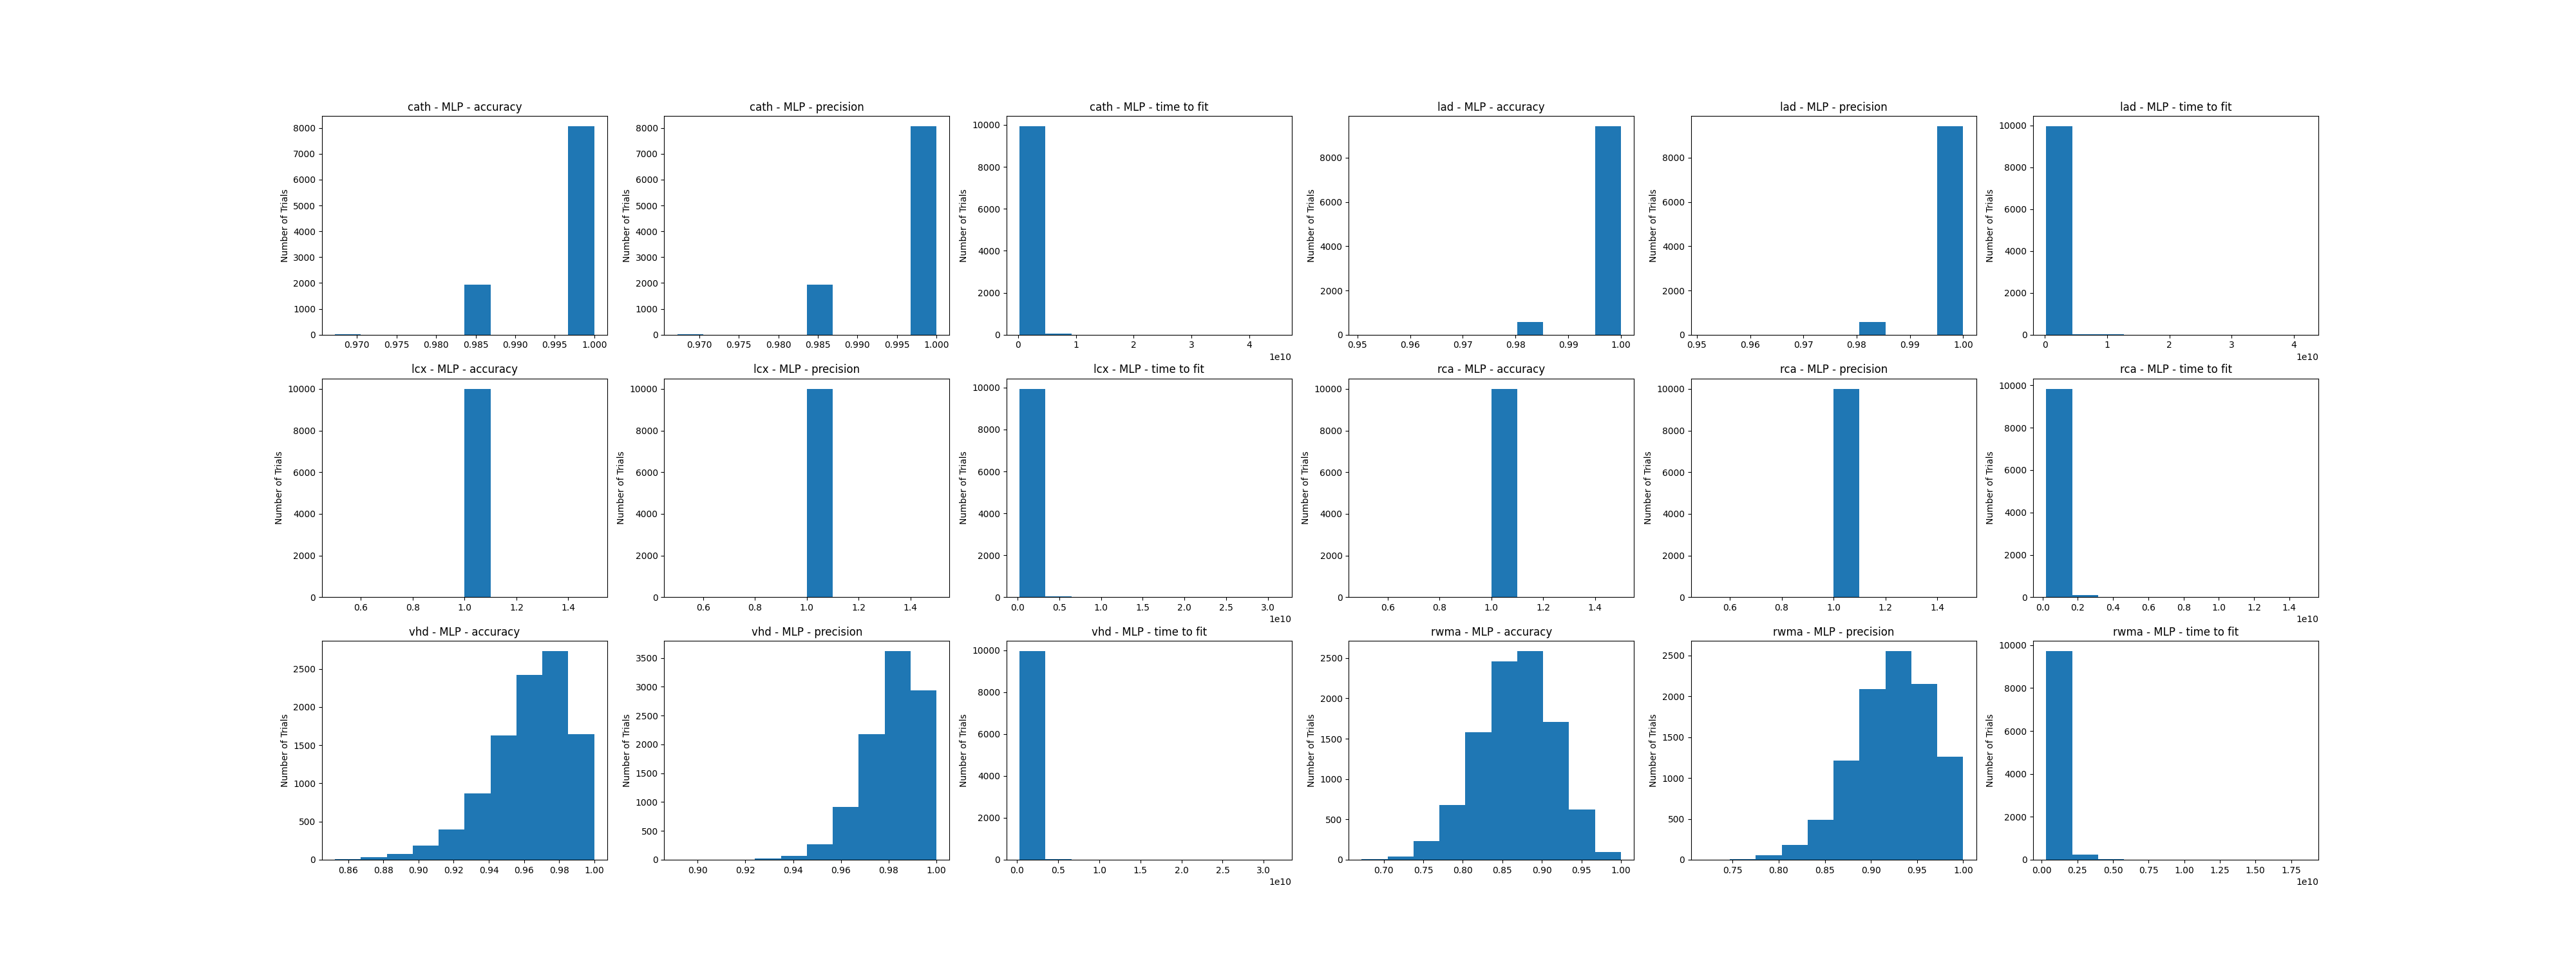 cath - MLP - accuracy
Number of Trials
8000
7000
6000
5000
4000
3000
2000
1000
0
0.970 0.975 0.980 0.985 0.990 0.995 1.000
cath - MLP - precision
Number of Trials
8000
7000
6000
5000
4000
3000
2000
1000
0
0.970 0.975 0.980 0.985 0.990 0.995 1.000
cath - MLP - time to fit
Number of Trials
10000
8000
6000
4000
2000
0
0 1 2 3 4
1e10
lad - MLP - accuracy
Number of Trials
8000
6000
4000
2000
0
0.95 0.96 0.97 0.98 0.99 1.00
lad - MLP - precision
Number of Trials
8000
6000
4000
2000
0
0.95 0.96 0.97 0.98 0.99 1.00
lad - MLP - time to fit
Number of Trials
10000
8000
6000
4000
2000
0
0 1 2 3 4
1e10
lcx - MLP - accuracy
Number of Trials
10000
8000
6000
4000
2000
0
0.6 0.8 1.0 1.2 1.4
lcx - MLP - precision
Number of Trials
10000
8000
6000
4000
2000
0
0.6 0.8 1.0 1.2 1.4
lcx - MLP - time to fit
Number of Trials
10000
8000
6000
4000
2000
0
0.0 0.5 1.0 1.5 2.0 2.5 3.0
1e10
rca - MLP - accuracy
Number of Trials
10000
8000
6000
4000
2000
0
0.6 0.8 1.0 1.2 1.4
rca - MLP - precision
Number of Trials
10000
8000
6000
4000
2000
0
0.6 0.8 1.0 1.2 1.4
rca - MLP - time to fit
Number of Trials
10000
8000
6000
4000
2000
0
0.0 0.2 0.4 0.6 0.8 1.0 1.2 1.4
1e10
vhd - MLP - accuracy
Number of Trials
2500
2000
1500
1000
500
0
0.86 0.88 0.90 0.92 0.94 0.96 0.98 1.00
vhd - MLP - precision
Number of Trials
3500
3000
2500
2000
1500
1000
500
0
0.90 0.92 0.94 0.96 0.98 1.00
vhd - MLP - time to fit
Number of Trials
10000
8000
6000
4000
2000
0
0.0 0.5 1.0 1.5 2.0 2.5 3.0
1e10
rwma - MLP - accuracy
Number of Trials
2500
2000
1500
1000
500
0
0.70 0.75 0.80 0.85 0.90 0.95 1.00
rwma - MLP - precision
Number of Trials
2500
2000
1500
1000
500
0
0.75 0.80 0.85 0.90 0.95 1.00
rwma - MLP - time to fit
Number of Trials
10000
8000
6000
4000
2000
0
0.00 0.25 0.50 0.75 1.00 1.25 1.50 1.75
1e10